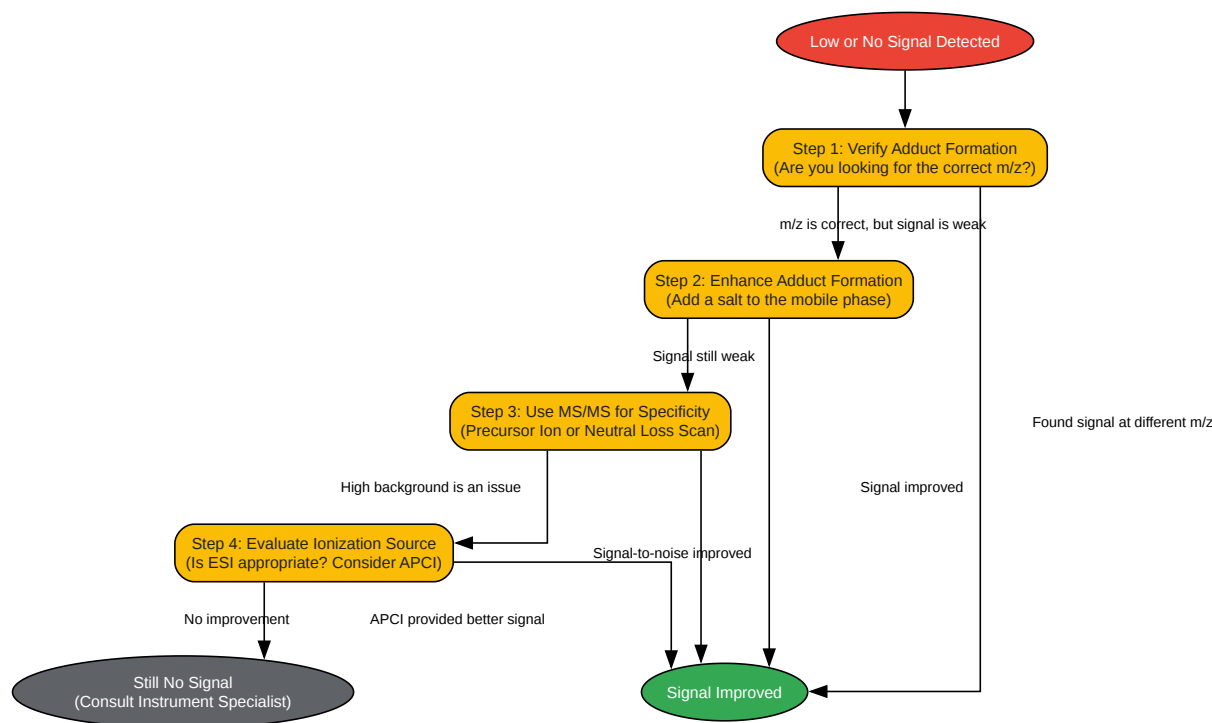 Low or No Signal Detected
Step 1: Verify Adduct Formation
(Are you looking for the correct m/z?)
m/z is correct, but signal is weak
Step 2: Enhance Adduct Formation
(Add a salt to the mobile phase)
Signal still weak
Step 3: Use MS/MS for Specificity
(Precursor Ion or Neutral Loss Scan)
Found signal at different m/z
High background is an issue
Signal improved
Step 4: Evaluate Ionization Source
(Is ESI appropriate? Consider APCI)
Signal-to-noise improved
No improvement
APCI provided better signal
Still No Signal
(Consult Instrument Specialist)
Signal Improved